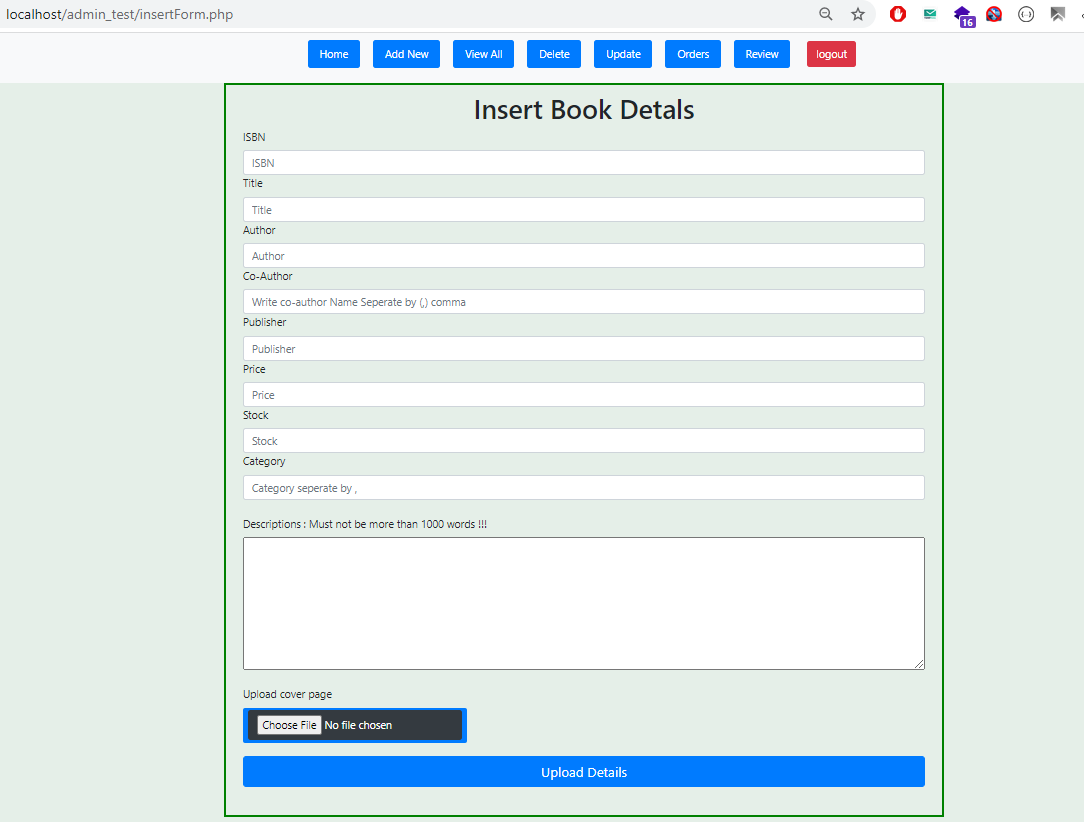 localhost/admin_test/insertForm.php
16
Home Add New View All Delete Update Orders Review logout
Insert Book Detals
ISBN
ISBN
Title
Title
Author
Author
Co-Author
Write co-author Name Seperate by (,) comma
Publisher
Publisher
Price
Price
Stock
Stock
Category
Category seperate by ,
Descriptions : Must not be more than 1000 words !!!
Upload cover page
Choose File No file chosen
Upload Details